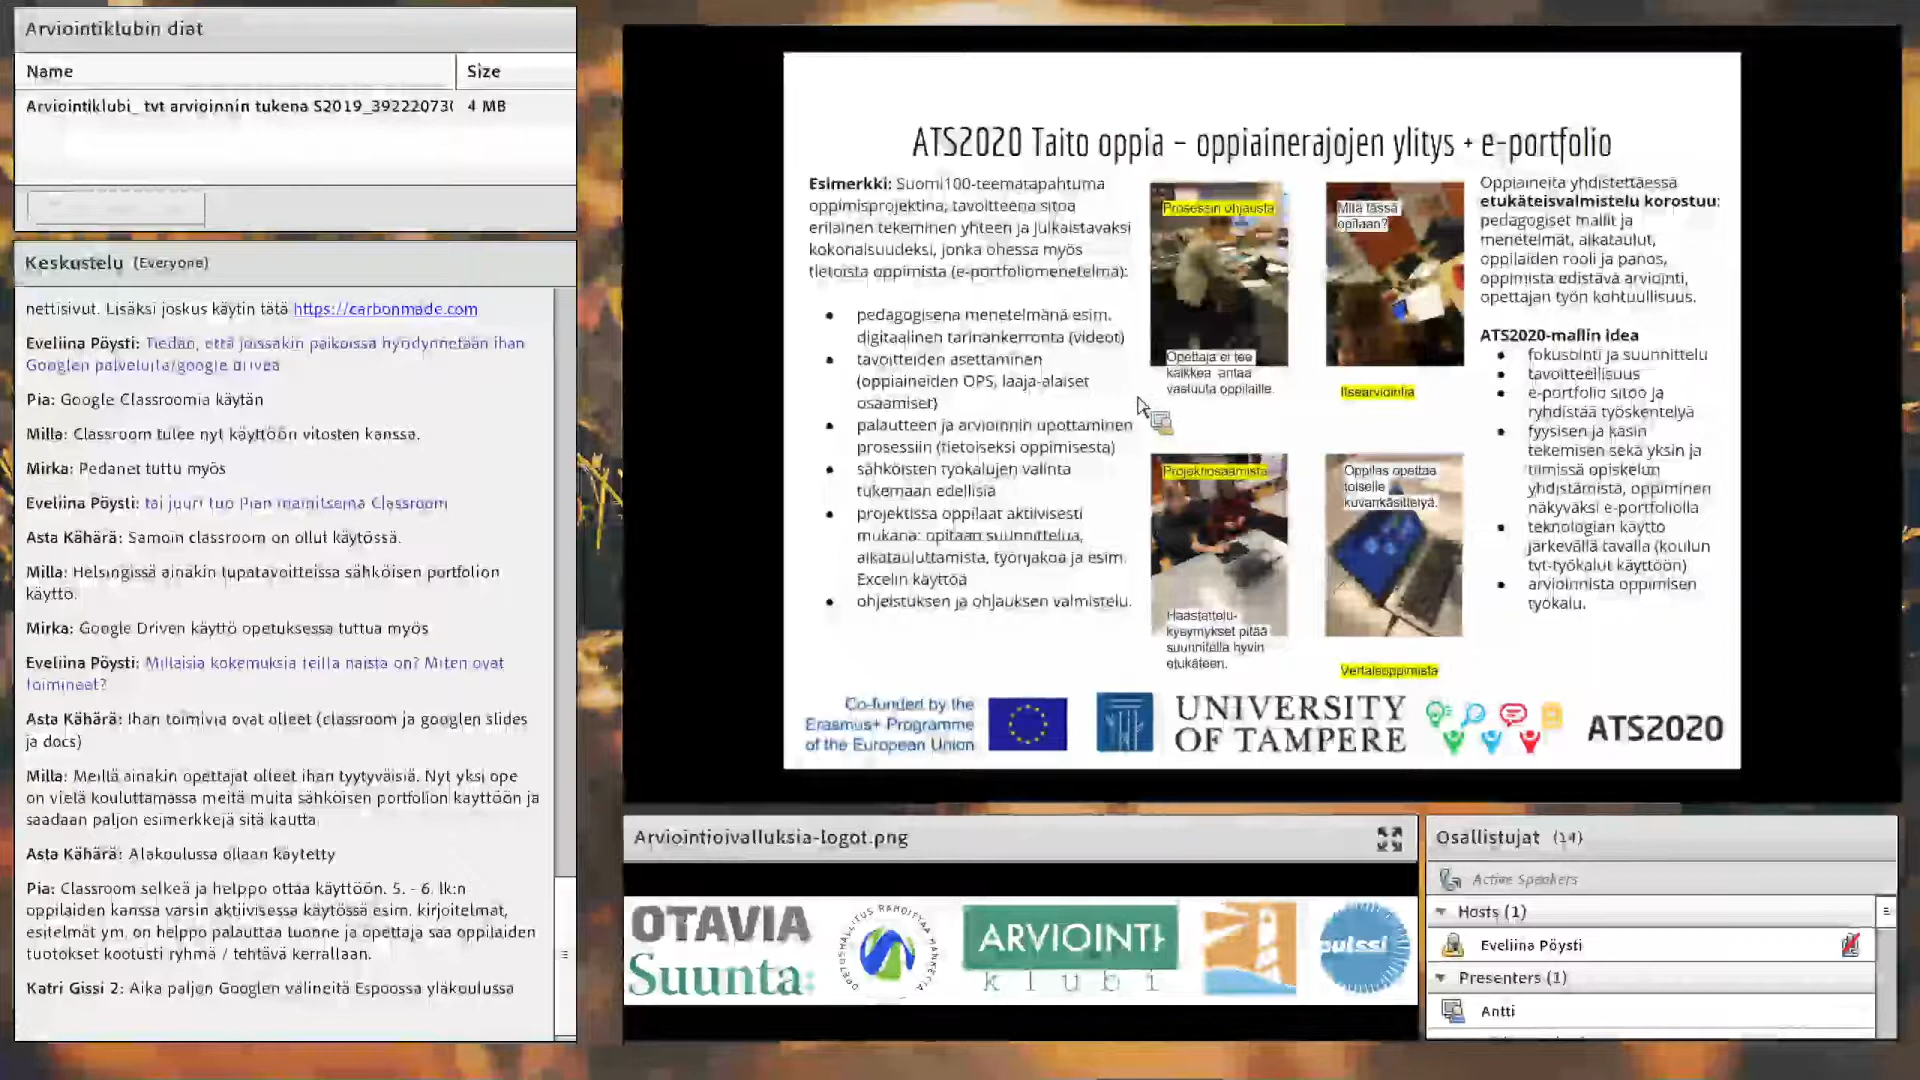 Arviointiklubin diat
Name Size
Arviointiklubi_ tvt arvioinnin tukena S2019_39222073( 4 MB
Keskustelu (Everyone)
nettisivut. Lisäksi joskus käytin tätä https://carbonmade.com
Eveliina Pöysti: Tiedän, että joissakin paikoissa hyödynnetään ihan
Googlen palveluita/google driveä
Pia: Google Classroomia käytän
Milla: Classroom tulee nyt käyttöön vitosten kanssa.
Mirka: Pedanet tuttu myös
Eveliina Pöysti: tai juuri tuo Pian mainitsema Classroom
Asta Kähärä: Samoin classroom on ollut käytössä.
Milla: Helsingissä ainakin tupatavoitteissa sähköisen portfolion
käyttö.
Mirka: Google Driven käyttö opetuksessa tuttua myös
Eveliina Pöysti: Millaisia kokemuksia teillä näistä on? Miten ovat
toimineet?
Asta Kähärä: Ihan toimivia ovat olleet (classroom ja googlen slides
ja docs)
Milla: Meillä ainakin opettajat olleet ihan tyytyväisiä. Nyt yksi ope
on vielä kouluttamassa meitä muita sähköisen portfolion käyttöön ja
saadaan paljon esimerkkejä sitä kautta
Asta Kähärä: Alakoulussa ollaan käytetty
Pia: Classroom selkeä ja helppo ottaa käyttöön. 5. - 6. lk:n
oppilaiden kanssa varsin aktiivisessa käytössä esim. kirjoitelmat,
esitelmät ym. on helppo palauttaa tuonne ja opettaja saa oppilaiden
tuotokset kootusti ryhmä / tehtävä kerrallaan.
Katri Gissi 2: Aika paljon Googlen välineitä Espoossa yläkoulussa
ATS2020 Taito oppia – oppiainerajojen ylitys + e-portfolio
Esimerkki: Suomi100-teematapahtuma
oppimisprojektina, tavoitteena sitoa
erilainen tekeminen yhteen ja julkaistavaksi
kokonaisuudeksi, jonka ohessa myös
tietoista oppimista (e-portfoliomenetelmä):
• pedagogisena menetelmänä esim.
digitaalinen tarinankerronta (videot)
• tavoitteiden asettaminen
(oppiaineiden OPS, laaja-alaiset
osaamiset)
• palautteen ja arvioinnin upottaminen
prosessiin (tietoiseksi oppimisesta)
• sähköisten työkalujen valinta
tukemaan edellisiä
• projektissa oppilaat aktiivisesti
mukana: opitaan suunnittelua,
aikatauluttamista, työnjakoa ja esim.
Excelin käyttöä
• ohjeistuksen ja ohjauksen valmistelu.
Prosessin ohjausta
Opettaja ei tee
kaikkea antaa
vastuuta oppilaille.
Mitä tässä
opitaan?
Itsearviointia
Projektiosaamista
Haastattelu-
kysymykset pitää
suunnitella hyvin
etukäteen.
Oppilas opettaa
toiselle
kuvankäsittelyä.
Vertaisoppimista
Oppiaineita yhdistettäessä
etukäteisvalmistelu korostuu:
pedagogiset mallit ja
menetelmät, aikataulut,
oppilaiden rooli ja panos,
oppimista edistävä arviointi,
opettajan työn kohtuullisuus.
ATS2020-mallin idea
• fokusointi ja suunnittelu
• tavoitteellisuus
• e-portfolio sitoo ja
ryhdistää työskentelyä
• fyysisen ja käsin
tekemisen sekä yksin ja
tiimissä opiskelun
yhdistämistä, oppiminen
näkyväksi e-portfoliolla
• teknologian käyttö
järkevällä tavalla (koulun
tvt-työkalut käyttöön)
• arvioinnista oppimisen
työkalu.
Co-funded by the
Erasmus+ Programme
of the European Union
UNIVERSITY
OF TAMPERE
ATS2020
Arviointioivalluksia-logot.png
OTAVIA
Suunta:
OPETUSHALLITUS RAHOITTAA HANKETTA
ARVIOINTI
klubi
pulssi
Osallistujat (14)
Active Speakers
Hosts (1)
Eveliina Pöysti
Presenters (1)
Antti